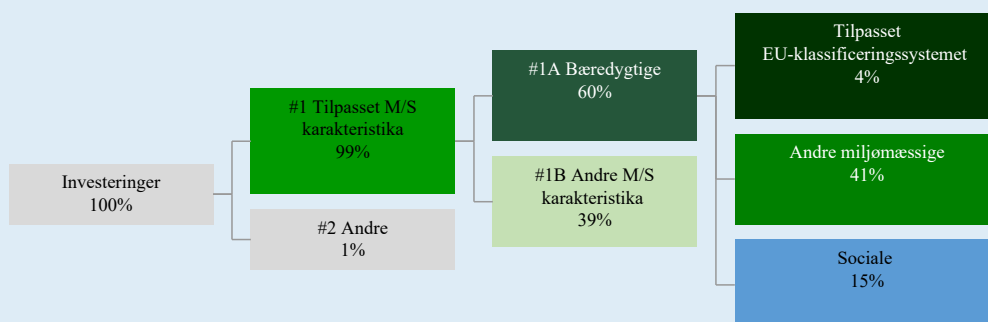 Investeringer
100%
#1 Tilpasset M/S
karakteristika
99%
#2 Andre
1%
#1A Bæredygtige
60%
#1B Andre M/S
karakteristika
39%
Tilpasset
EU-klassificeringssystemet
4%
Andre miljømæssige
41%
Sociale
15%